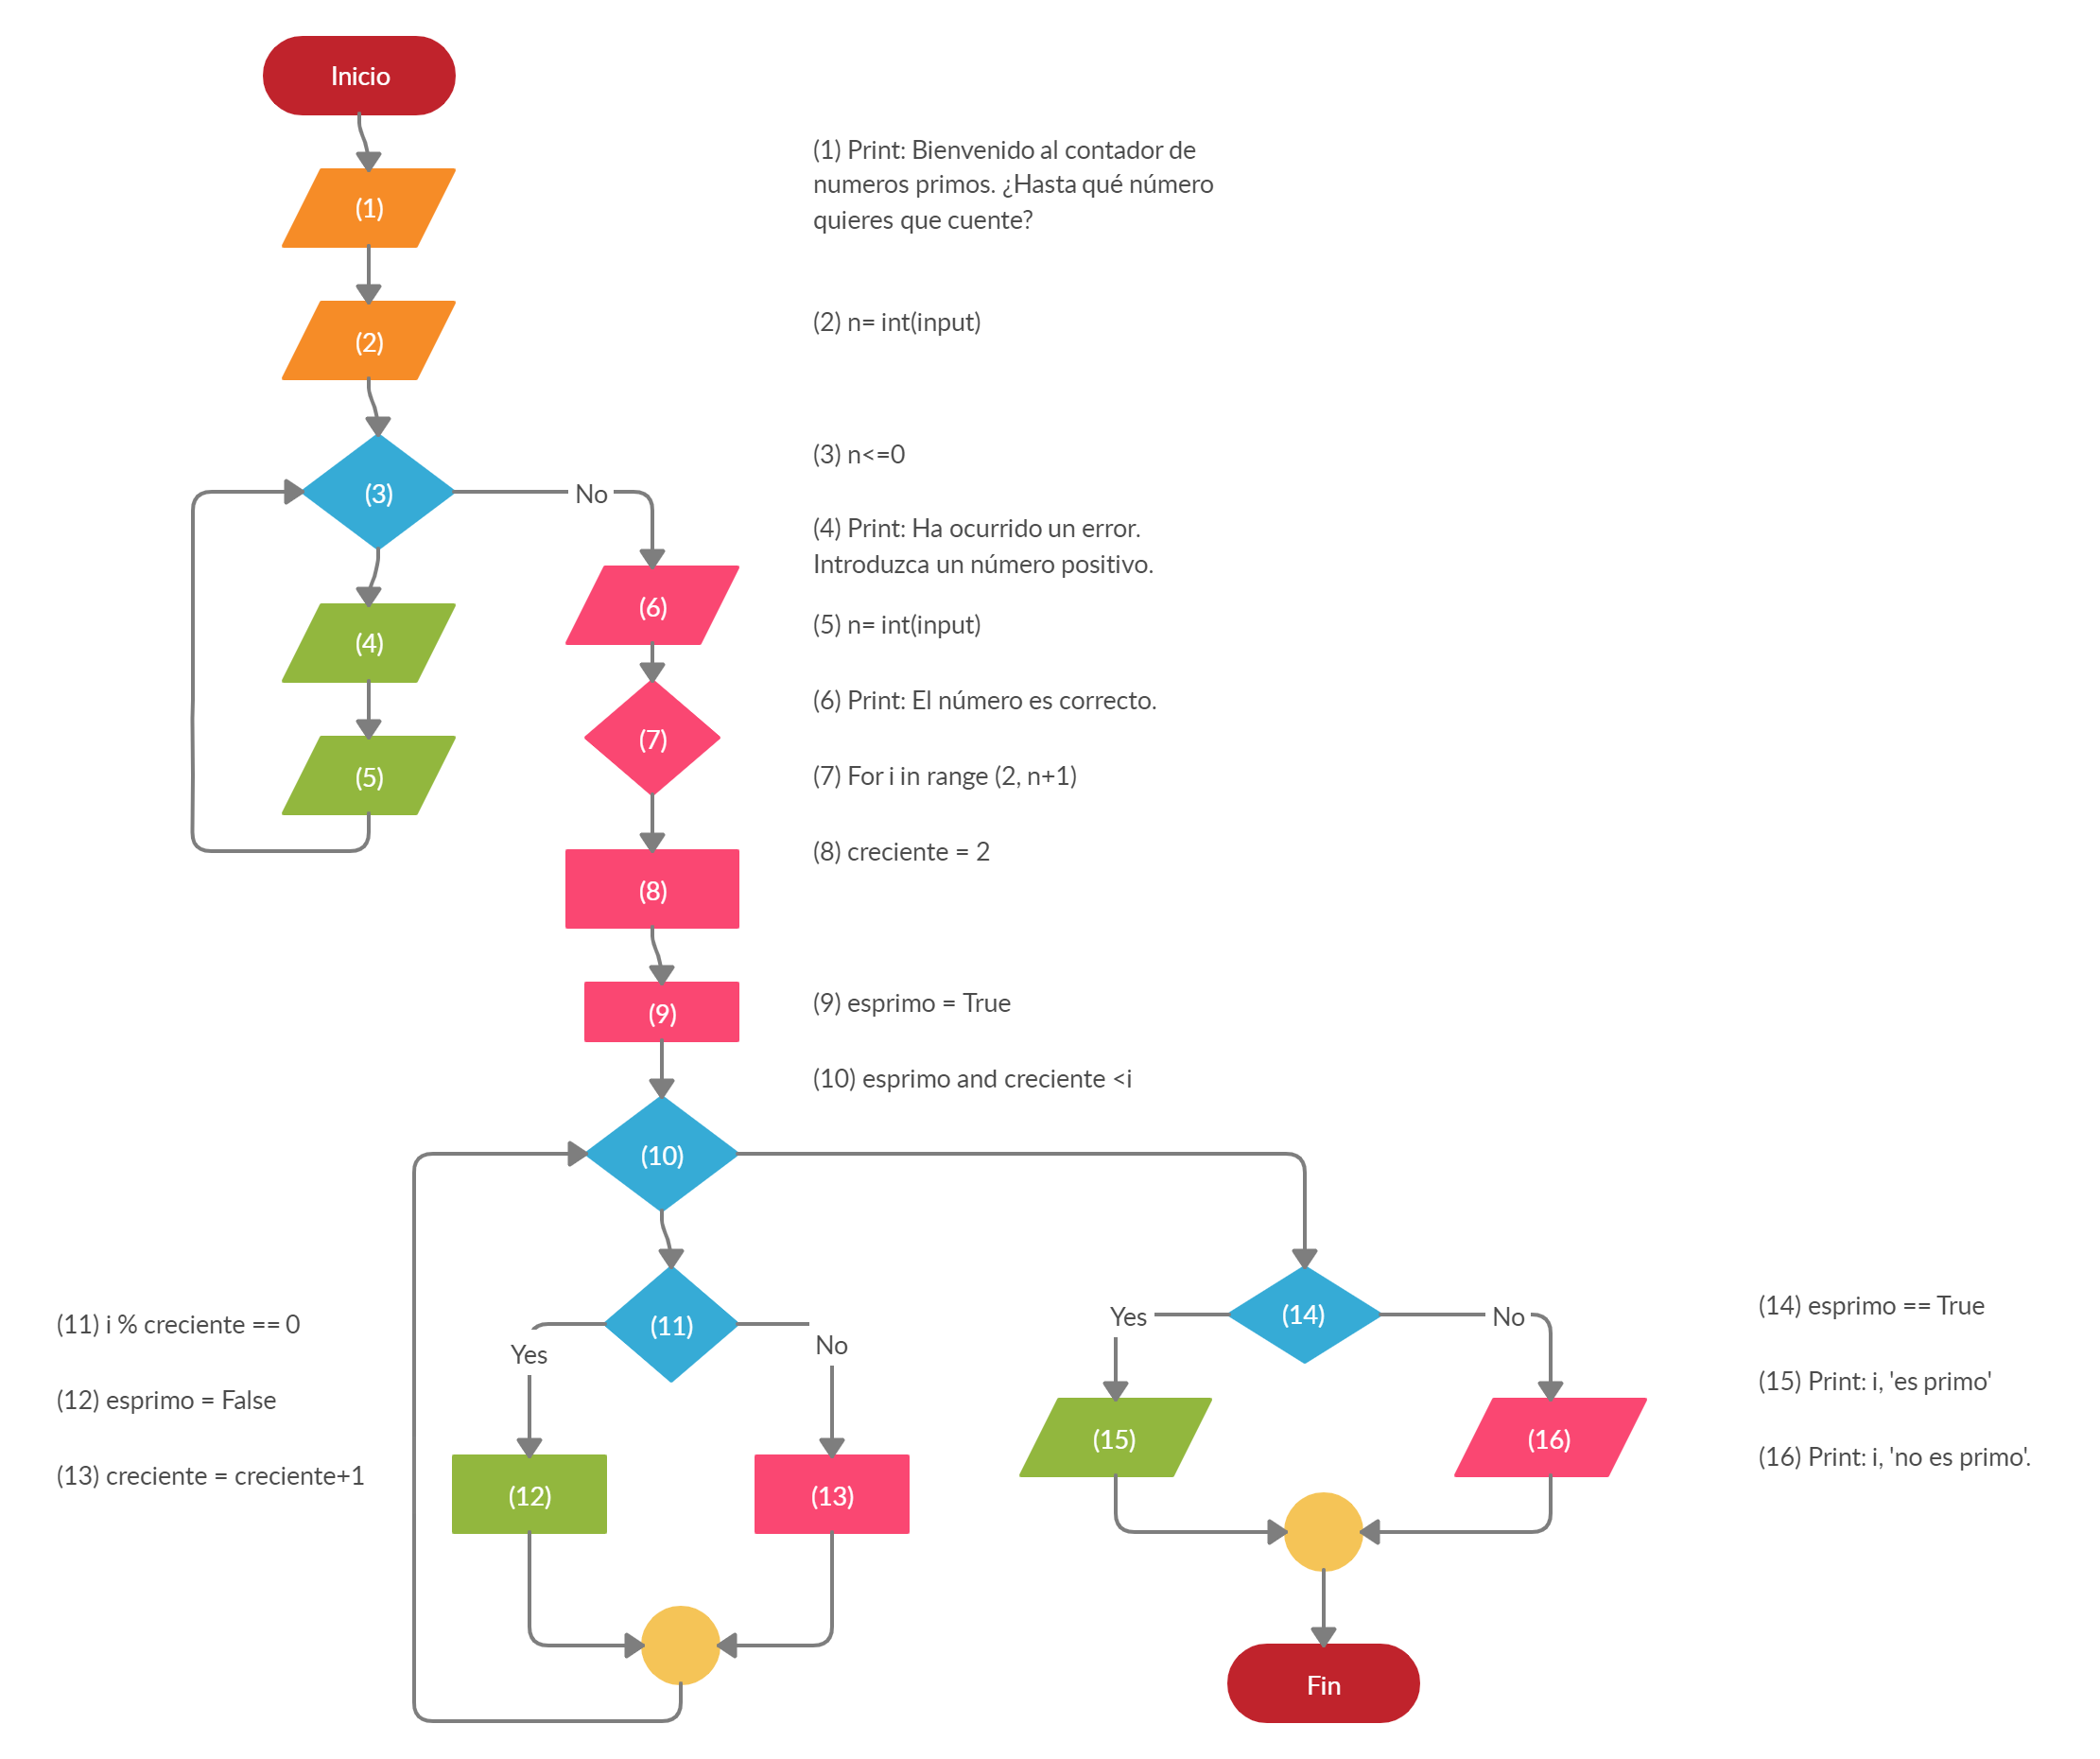 Inicio
(1)
(1) Print: Bienvenido al contador de
numeros primos. ¿Hasta qué número
quieres que cuente?
(2)
(2) n= int(input)
(3)
No
(3) n<=0
(4) Print: Ha ocurrido un error.
Introduzca un número positivo.
(4)
(6)
(5) n= int(input)
(5)
(6) Print: El número es correcto.
(7)
(7) For i in range (2, n+1)
(8)
(8) creciente = 2
(9)
(9) esprimo = True
(10) esprimo and creciente <i
(10)
(11) i % creciente == 0
(12) esprimo = False
(13) creciente = creciente+1
(11)
Yes
No
(12)
(13)
(14)
Yes
No
(15)
(16)
(14) esprimo == True
(15) Print: i, 'es primo'
(16) Print: i, 'no es primo'.
Fin